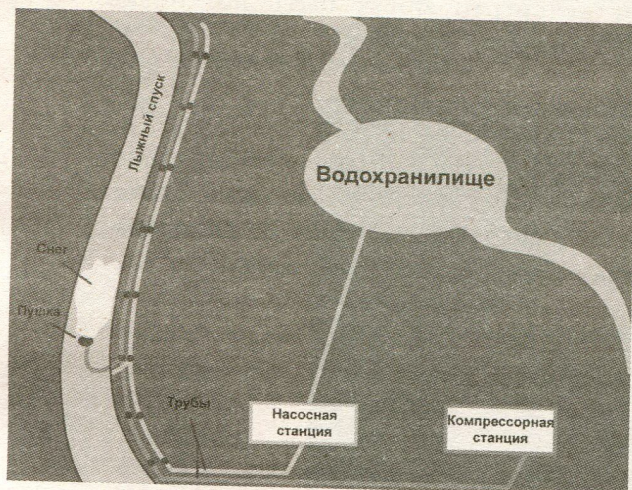 Лыжный спуск
Водохранилище
Снег
Пушка
Трубы
Насосная
станция
Компрессорная
станция